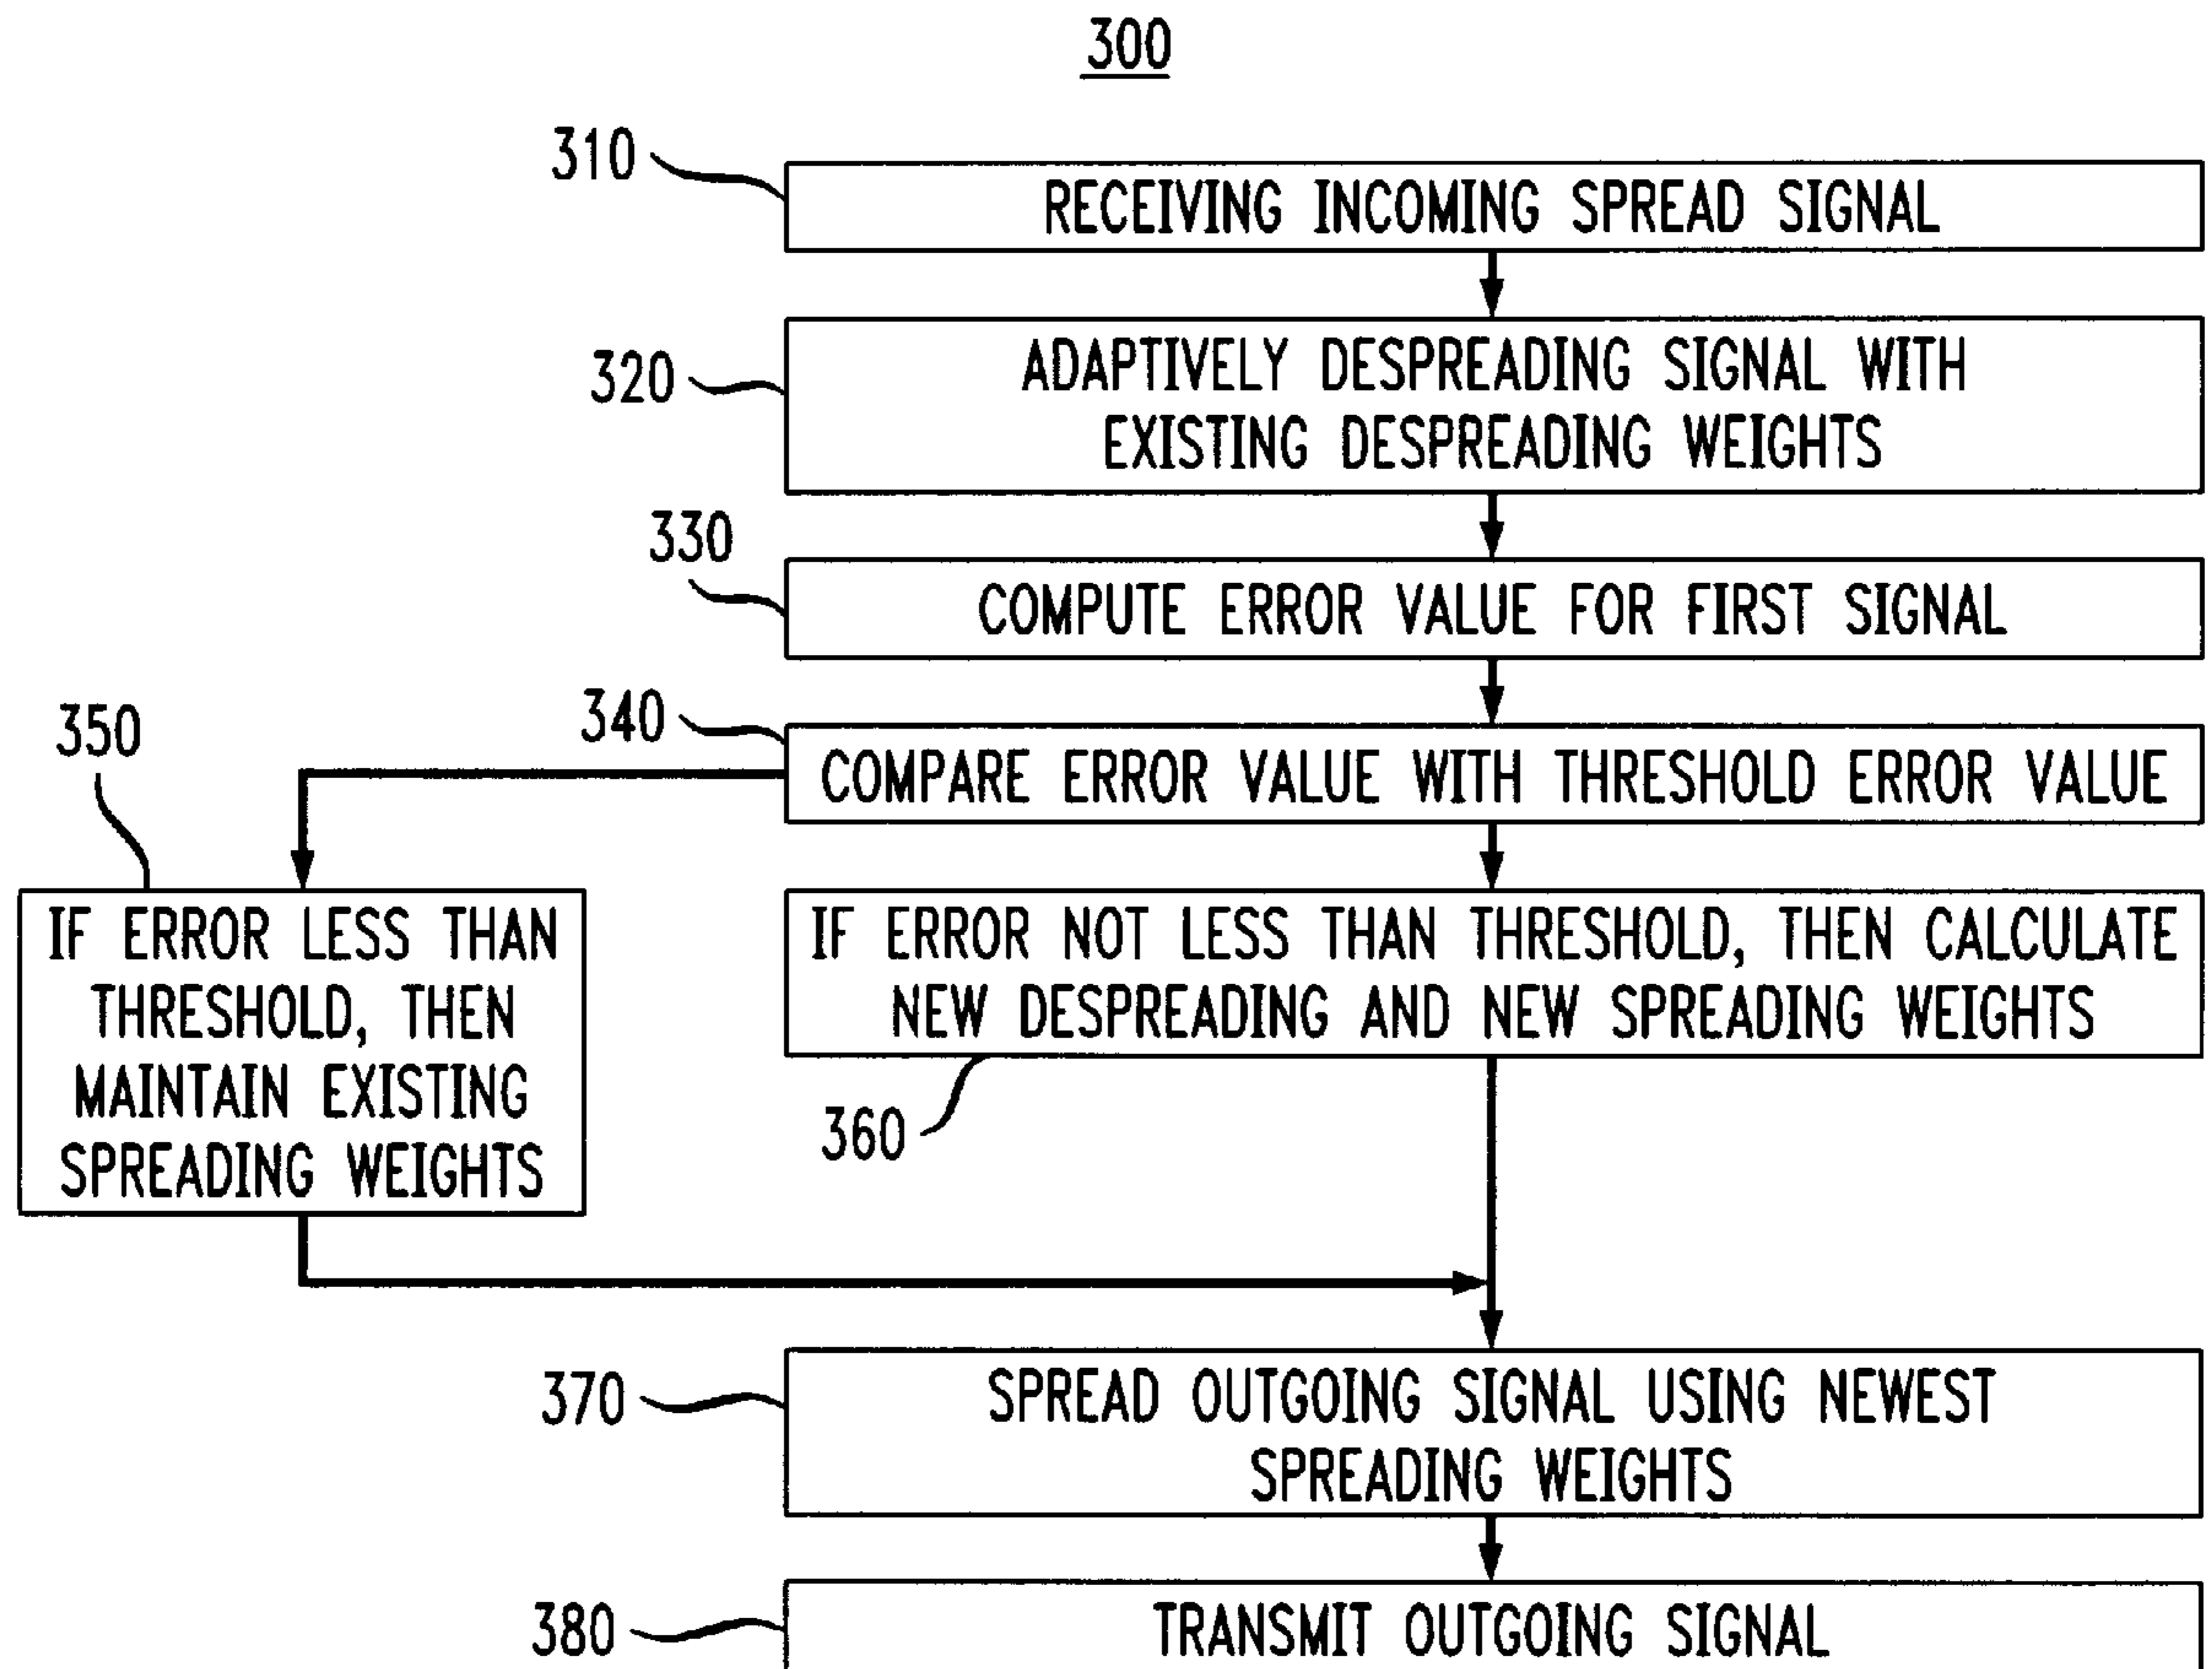 300
310
RECEIVING INCOMING SPREAD SIGNAL
320
ADAPTIVELY DESPREADING SIGNAL WITH
EXISTING DESPREADING WEIGHTS
330
COMPUTE ERROR VALUE FOR FIRST SIGNAL
340
COMPARE ERROR VALUE WITH THRESHOLD ERROR VALUE
350
IF ERROR LESS THAN
THRESHOLD, THEN
MAINTAIN EXISTING
SPREADING WEIGHTS
IF ERROR NOT LESS THAN THRESHOLD, THEN CALCULATE
NEW DESPREADING AND NEW SPREADING WEIGHTS
360
370
SPREAD OUTGOING SIGNAL USING NEWEST
SPREADING WEIGHTS
380
TRANSMIT OUTGOING SIGNAL